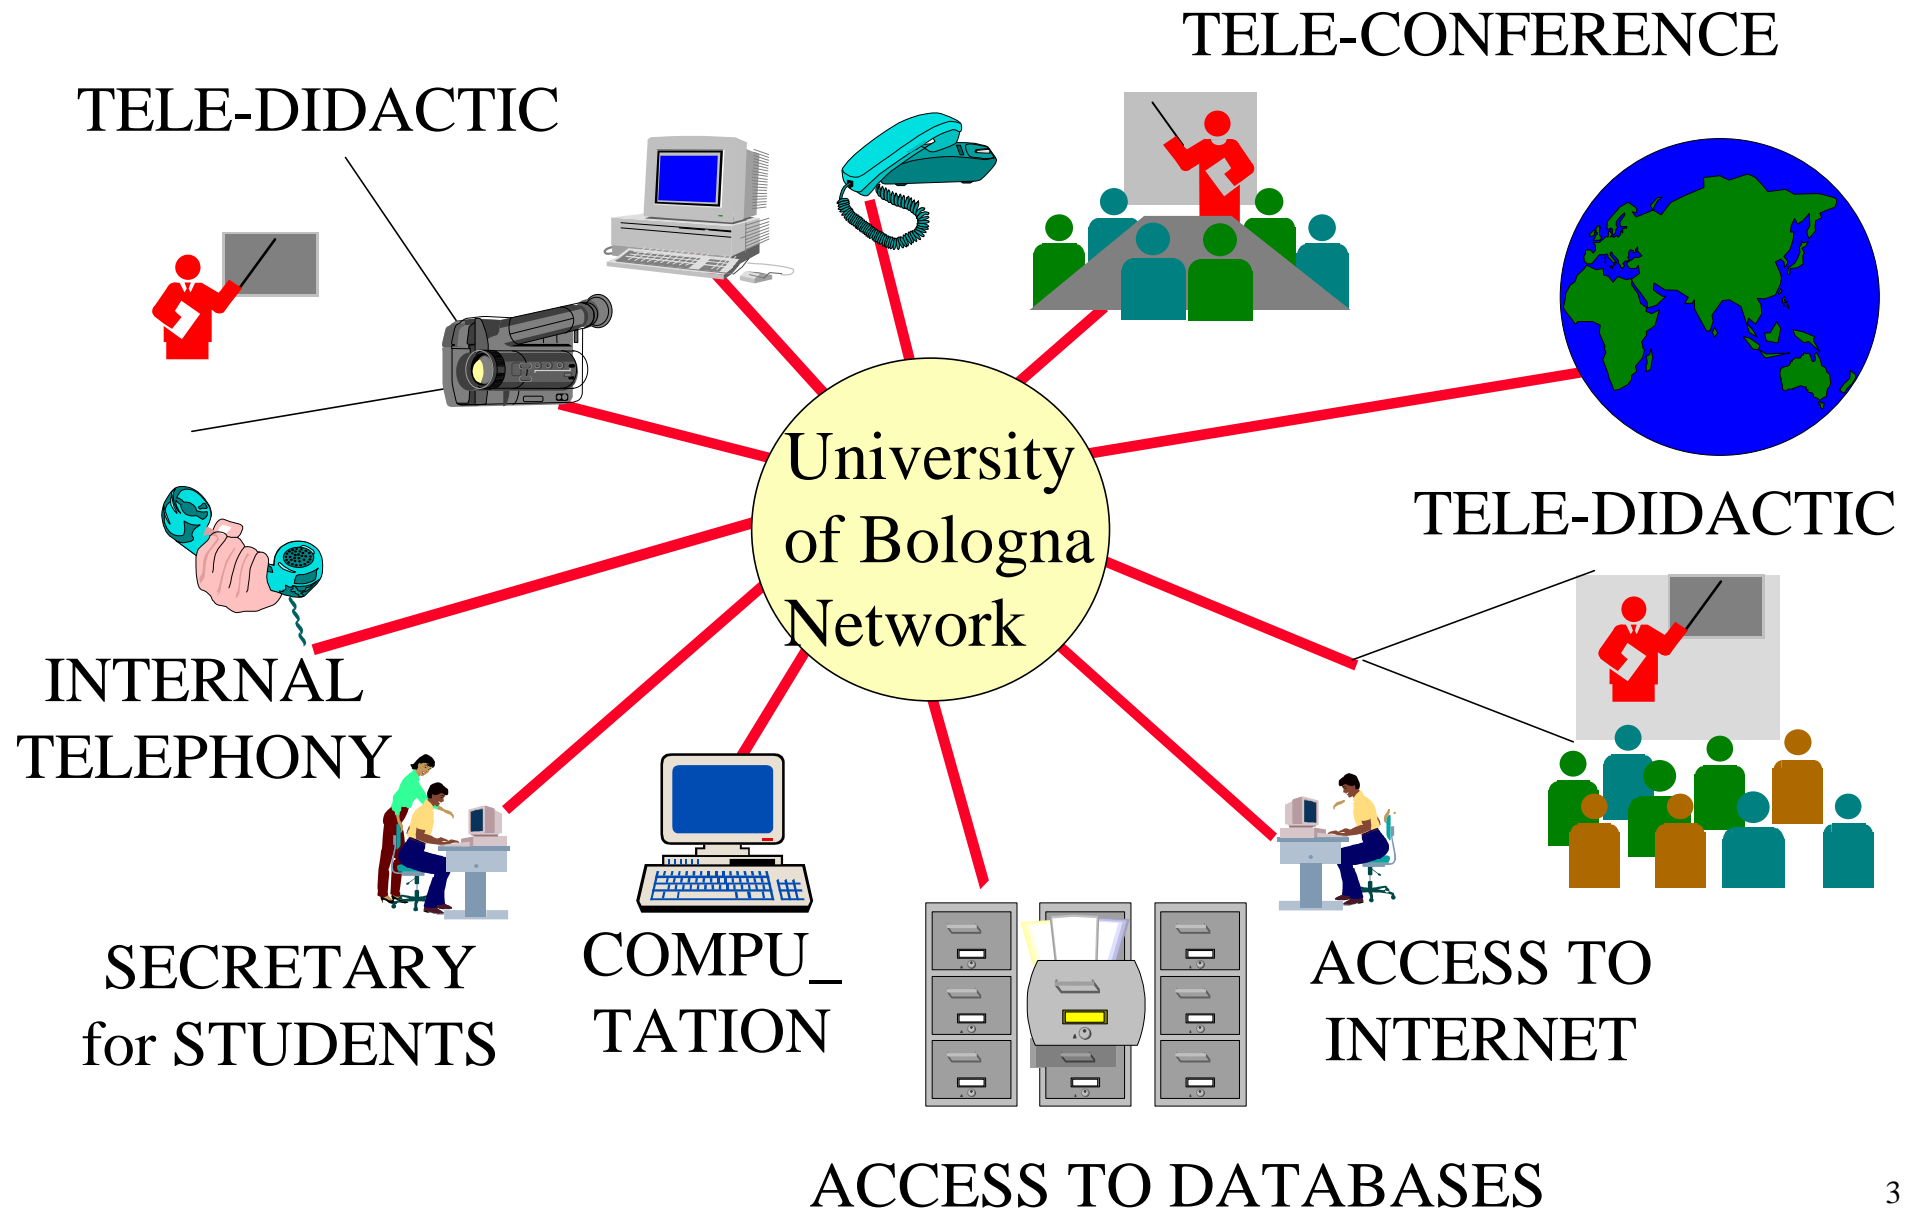 TELE-CONFERENCE
TELE-DIDACTIC
University
of Bologna
Network
TELE-DIDACTIC
INTERNAL
TELEPHONY
SECRETARY
for STUDENTS
COMPU_
TATION
ACCESS TO
INTERNET
ACCESS TO DATABASES
3